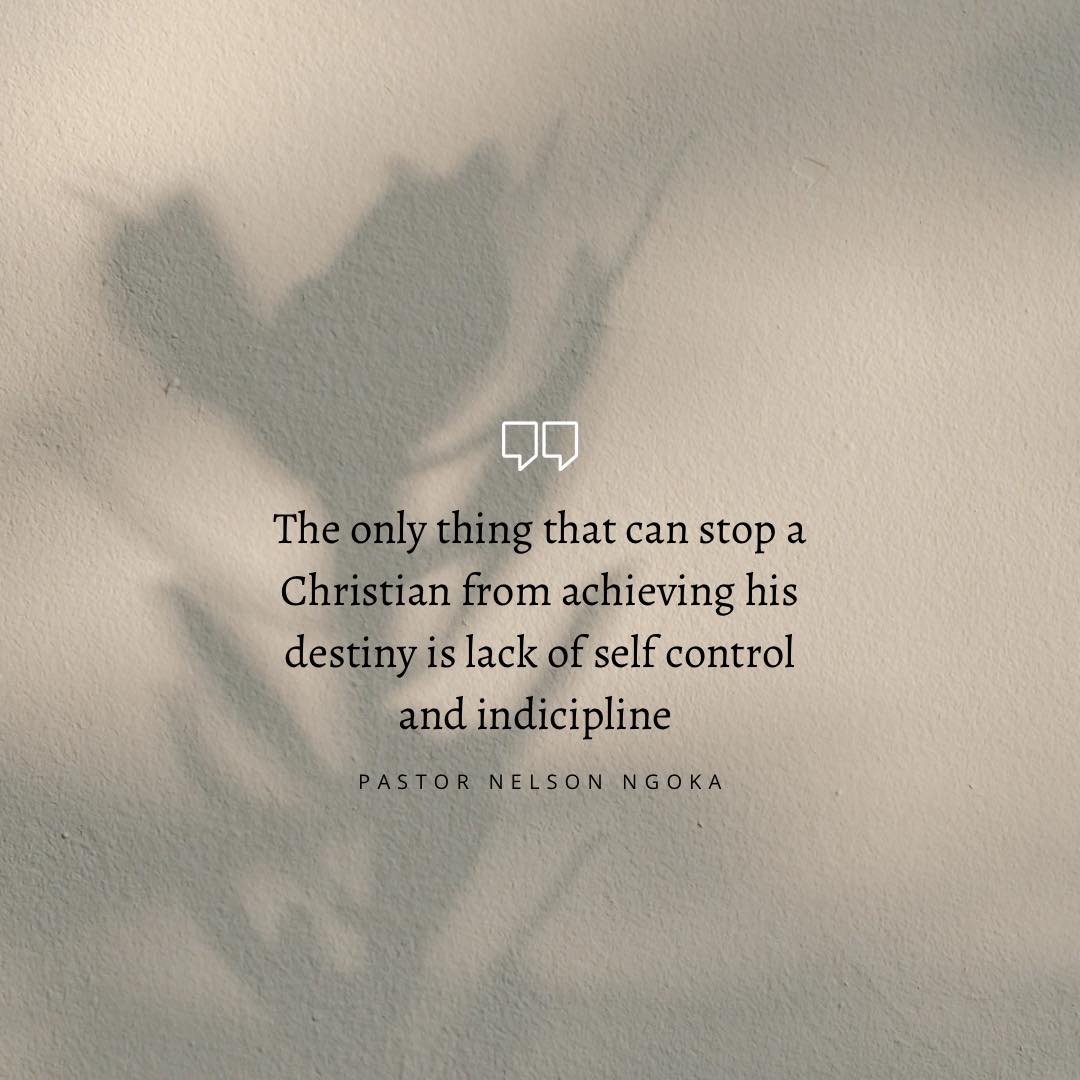 The only thing that can stop a
Christian from achieving his
destiny is lack of self control
and indicipline
PASTOR NELSON NGOKA